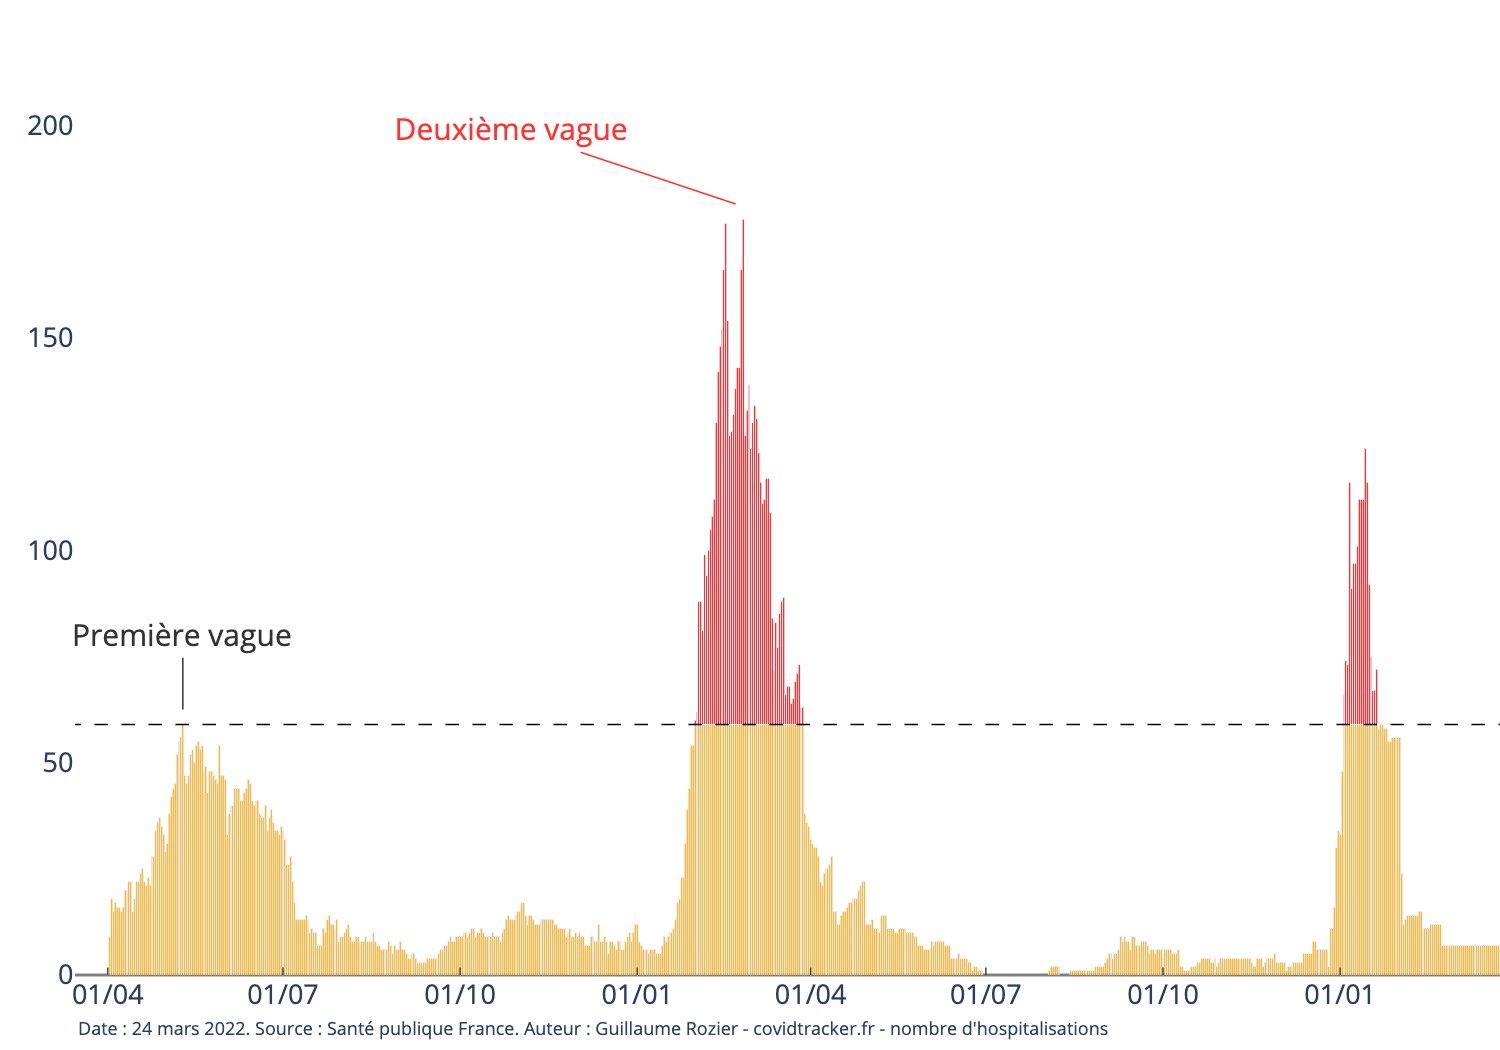 200
Deuxième vague
150
100
Première vague
50
0
01/04 01/07 01/10 01/01 01/04 01/07 01/10 01/01
Date : 24 mars 2022. Source : Santé publique France. Auteur : Guillaume Rozier - covidtracker.fr - nombre d'hospitalisations